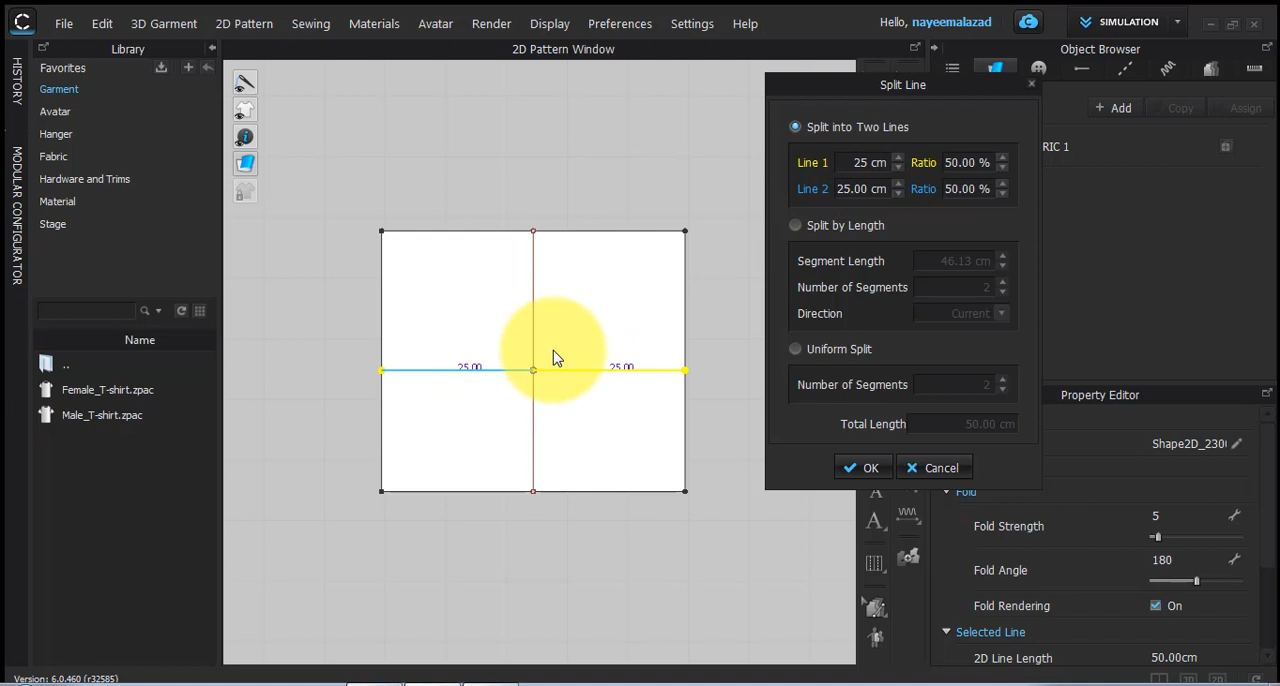 C File Edit 3D Garment 2D Pattern Sewing Materials Avatar Render Display Preferences Settings Help Hello, nayeemalazad SIMULATION
Library
2D Pattern Window
Object Browser
HISTORY
MODULAR CONFIGURATOR
Favorites
Garment
Avatar
Hanger
Fabric
Hardware and Trims
Material
Stage
Name
..
Female_T-shirt.zpac
Male_T-shirt.zpac
25.00 25.00
Split Line
Split into Two Lines
Line 1 25 cm Ratio 50.00 %
Line 2 25.00 cm Ratio 50.00 %
Split by Length
Segment Length 46.13 cm
Number of Segments 2
Direction Current
Uniform Split
Number of Segments 2
Total Length 50.00 cm
OK Cancel
+ Add Copy Assign
RIC 1
Property Editor
Shape2D_2300
Fold
Fold Strength 5
Fold Angle 180
Fold Rendering On
Selected Line
2D Line Length 50.00cm
A
A
3D 2D
Version: 6.0.460 (r32585)